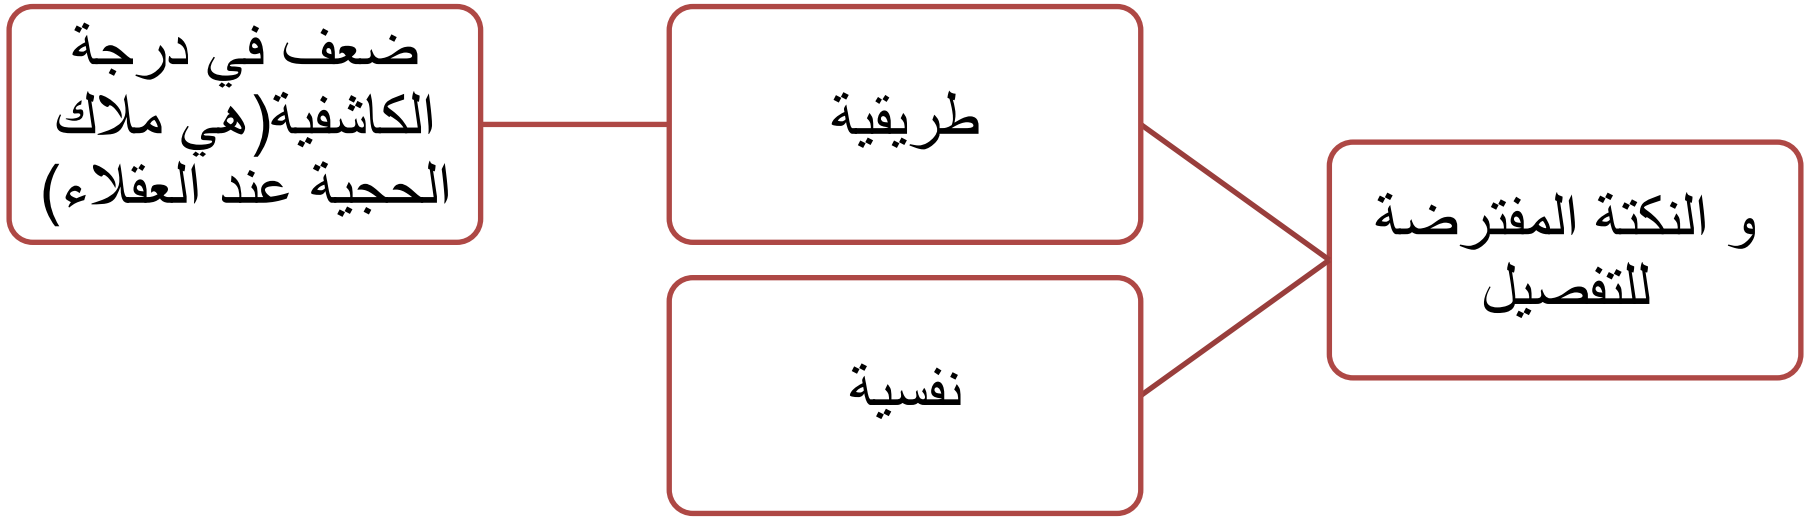 و النكتة المفترضة
للتفصيل
طريقية
ضعف في درجة
الكاشفية(هي ملاك
الحجية عند العقلاء)
نفسية